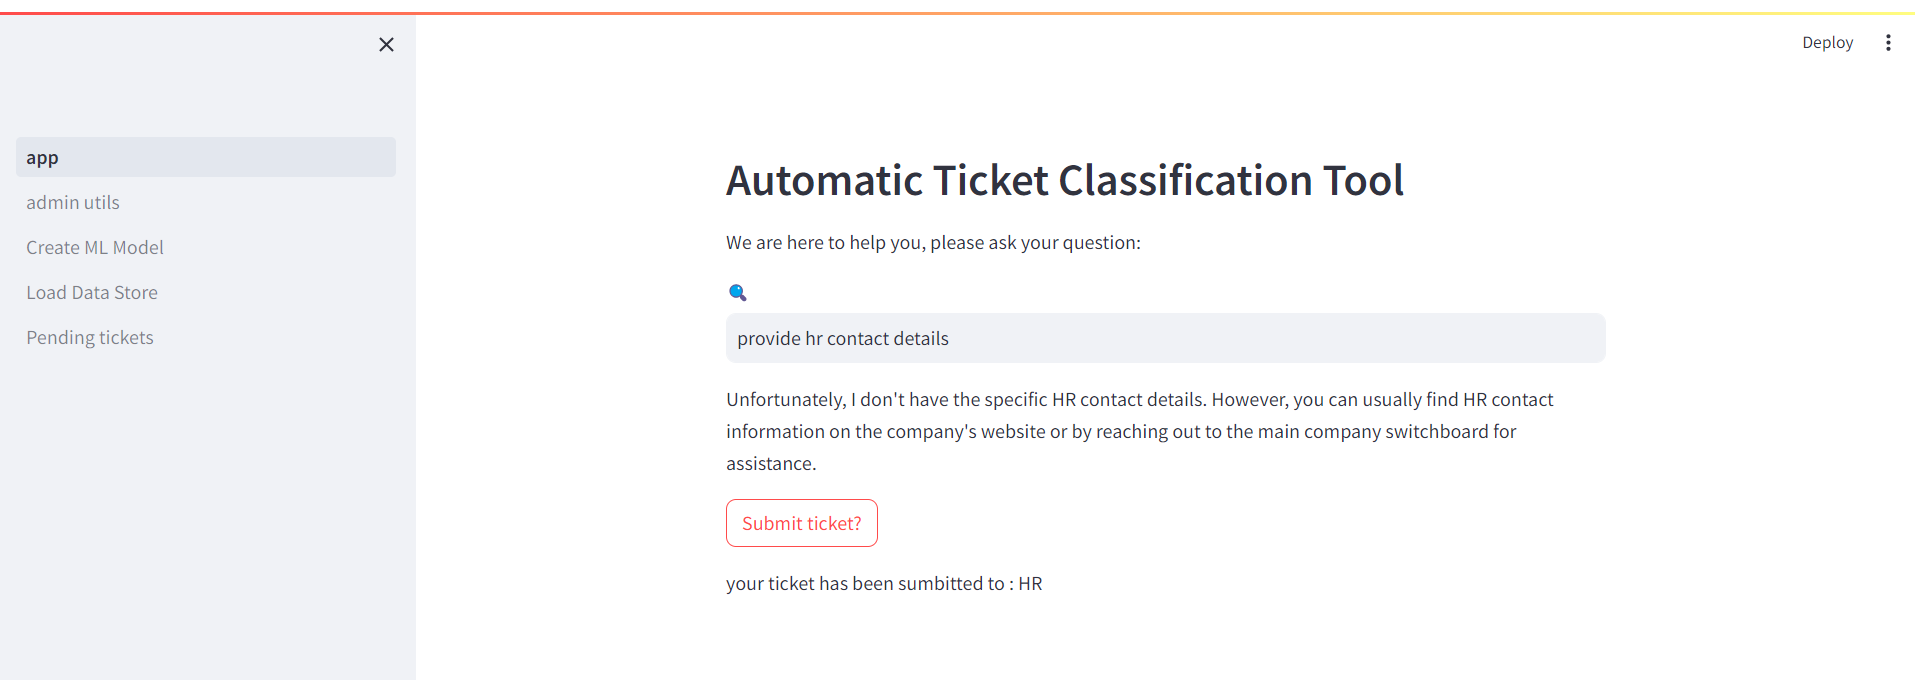 Deploy
app
admin utils
Create ML Model
Load Data Store
Pending tickets
Automatic Ticket Classification Tool
We are here to help you, please ask your question:
provide hr contact details
Unfortunately, I don't have the specific HR contact details. However, you can usually find HR contact
information on the company's website or by reaching out to the main company switchboard for
assistance.
Submit ticket?
your ticket has been sumbitted to : HR